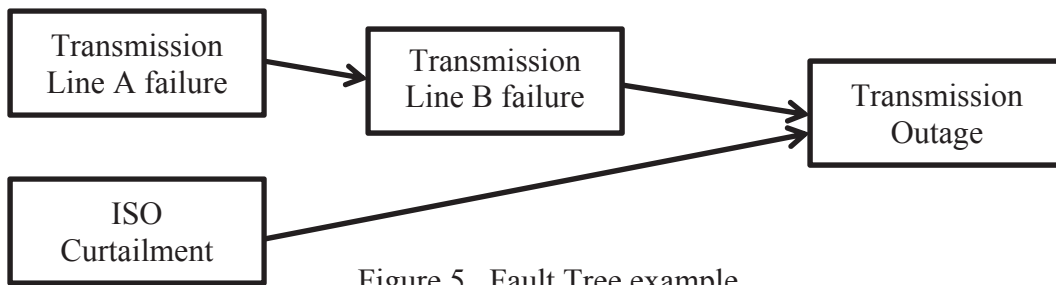 Transmission
Line A failure
Transmission
Line B failure
Transmission
Outage
ISO
Curtailment
Figure 5. Fault Tree example